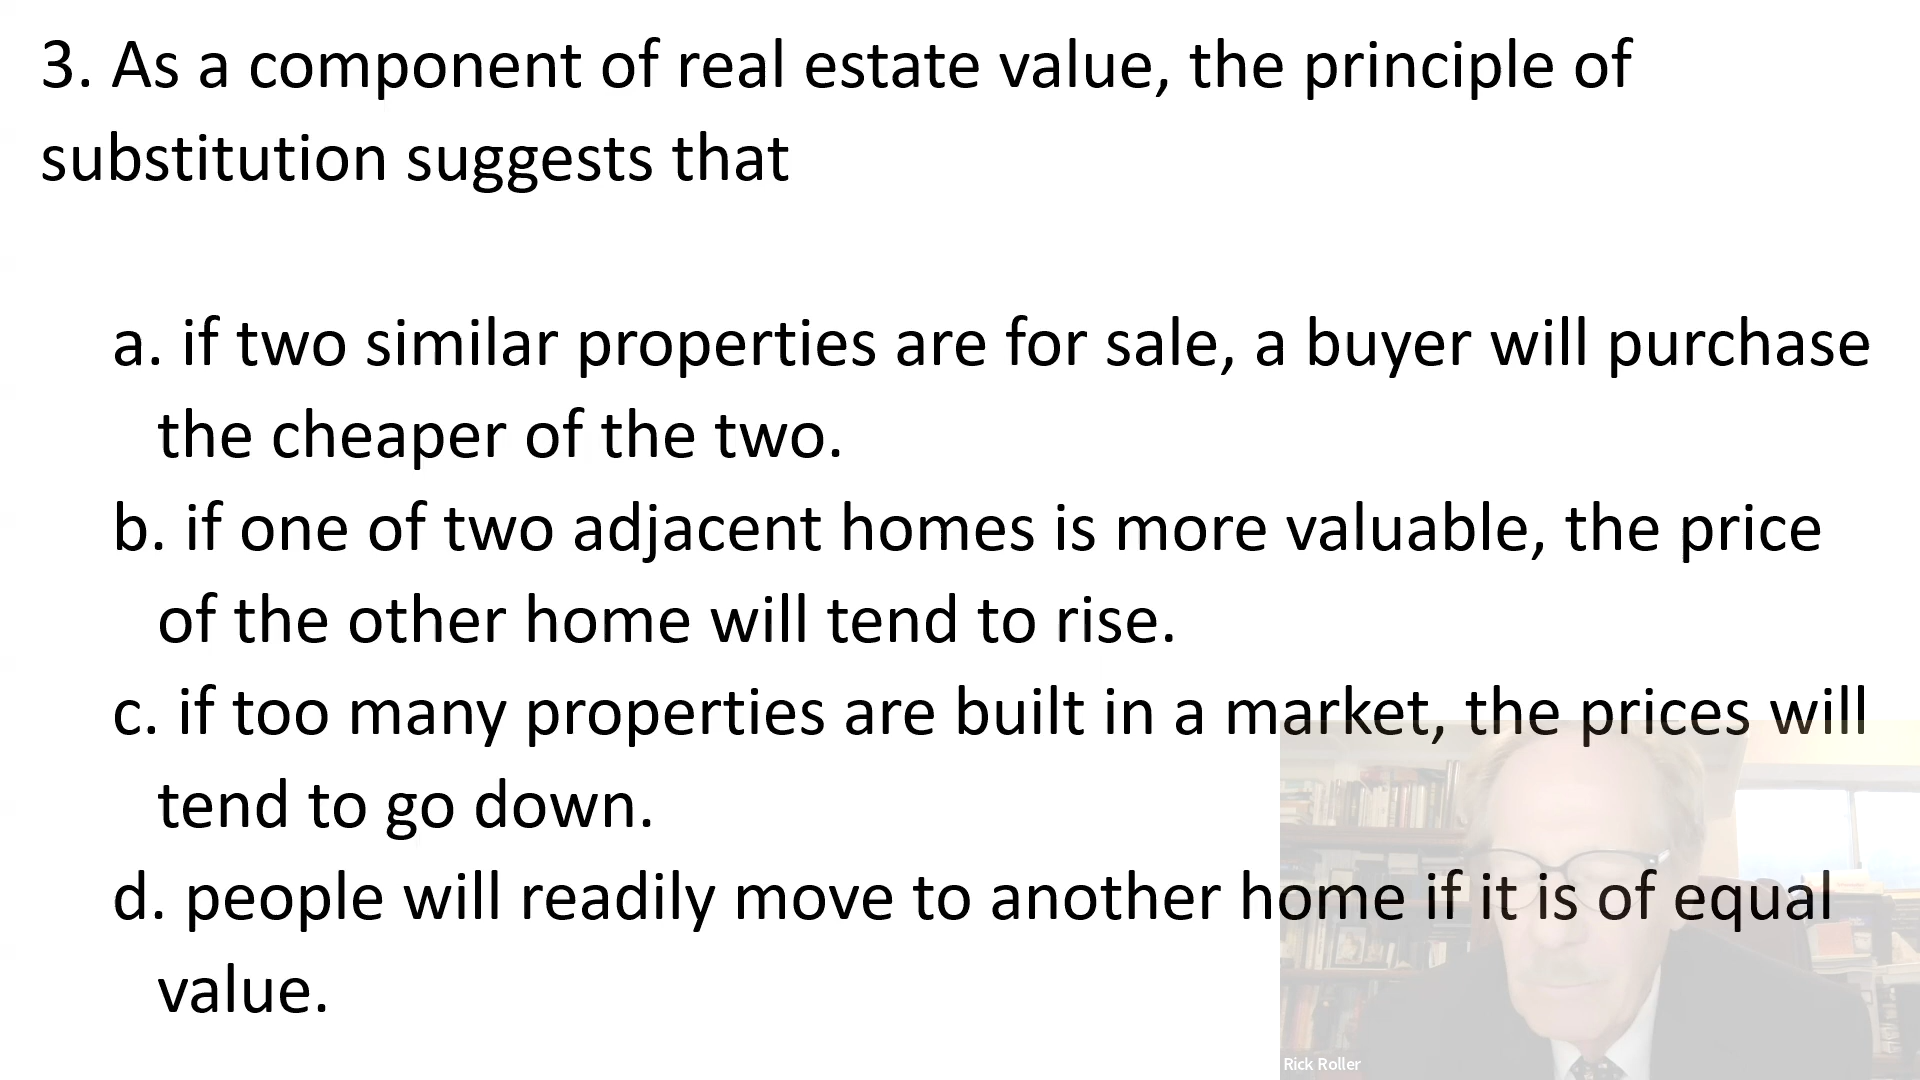 3. As a component of real estate value, the principle of
substitution suggests that
a. if two similar properties are for sale, a buyer will purchase
the cheaper of the two.
b. if one of two adjacent homes is more valuable, the price
of the other home will tend to rise.
c. if too many properties are built in a market, the prices will
tend to go down.
d. people will readily move to another home if it is of equal
value.
Rick Roller